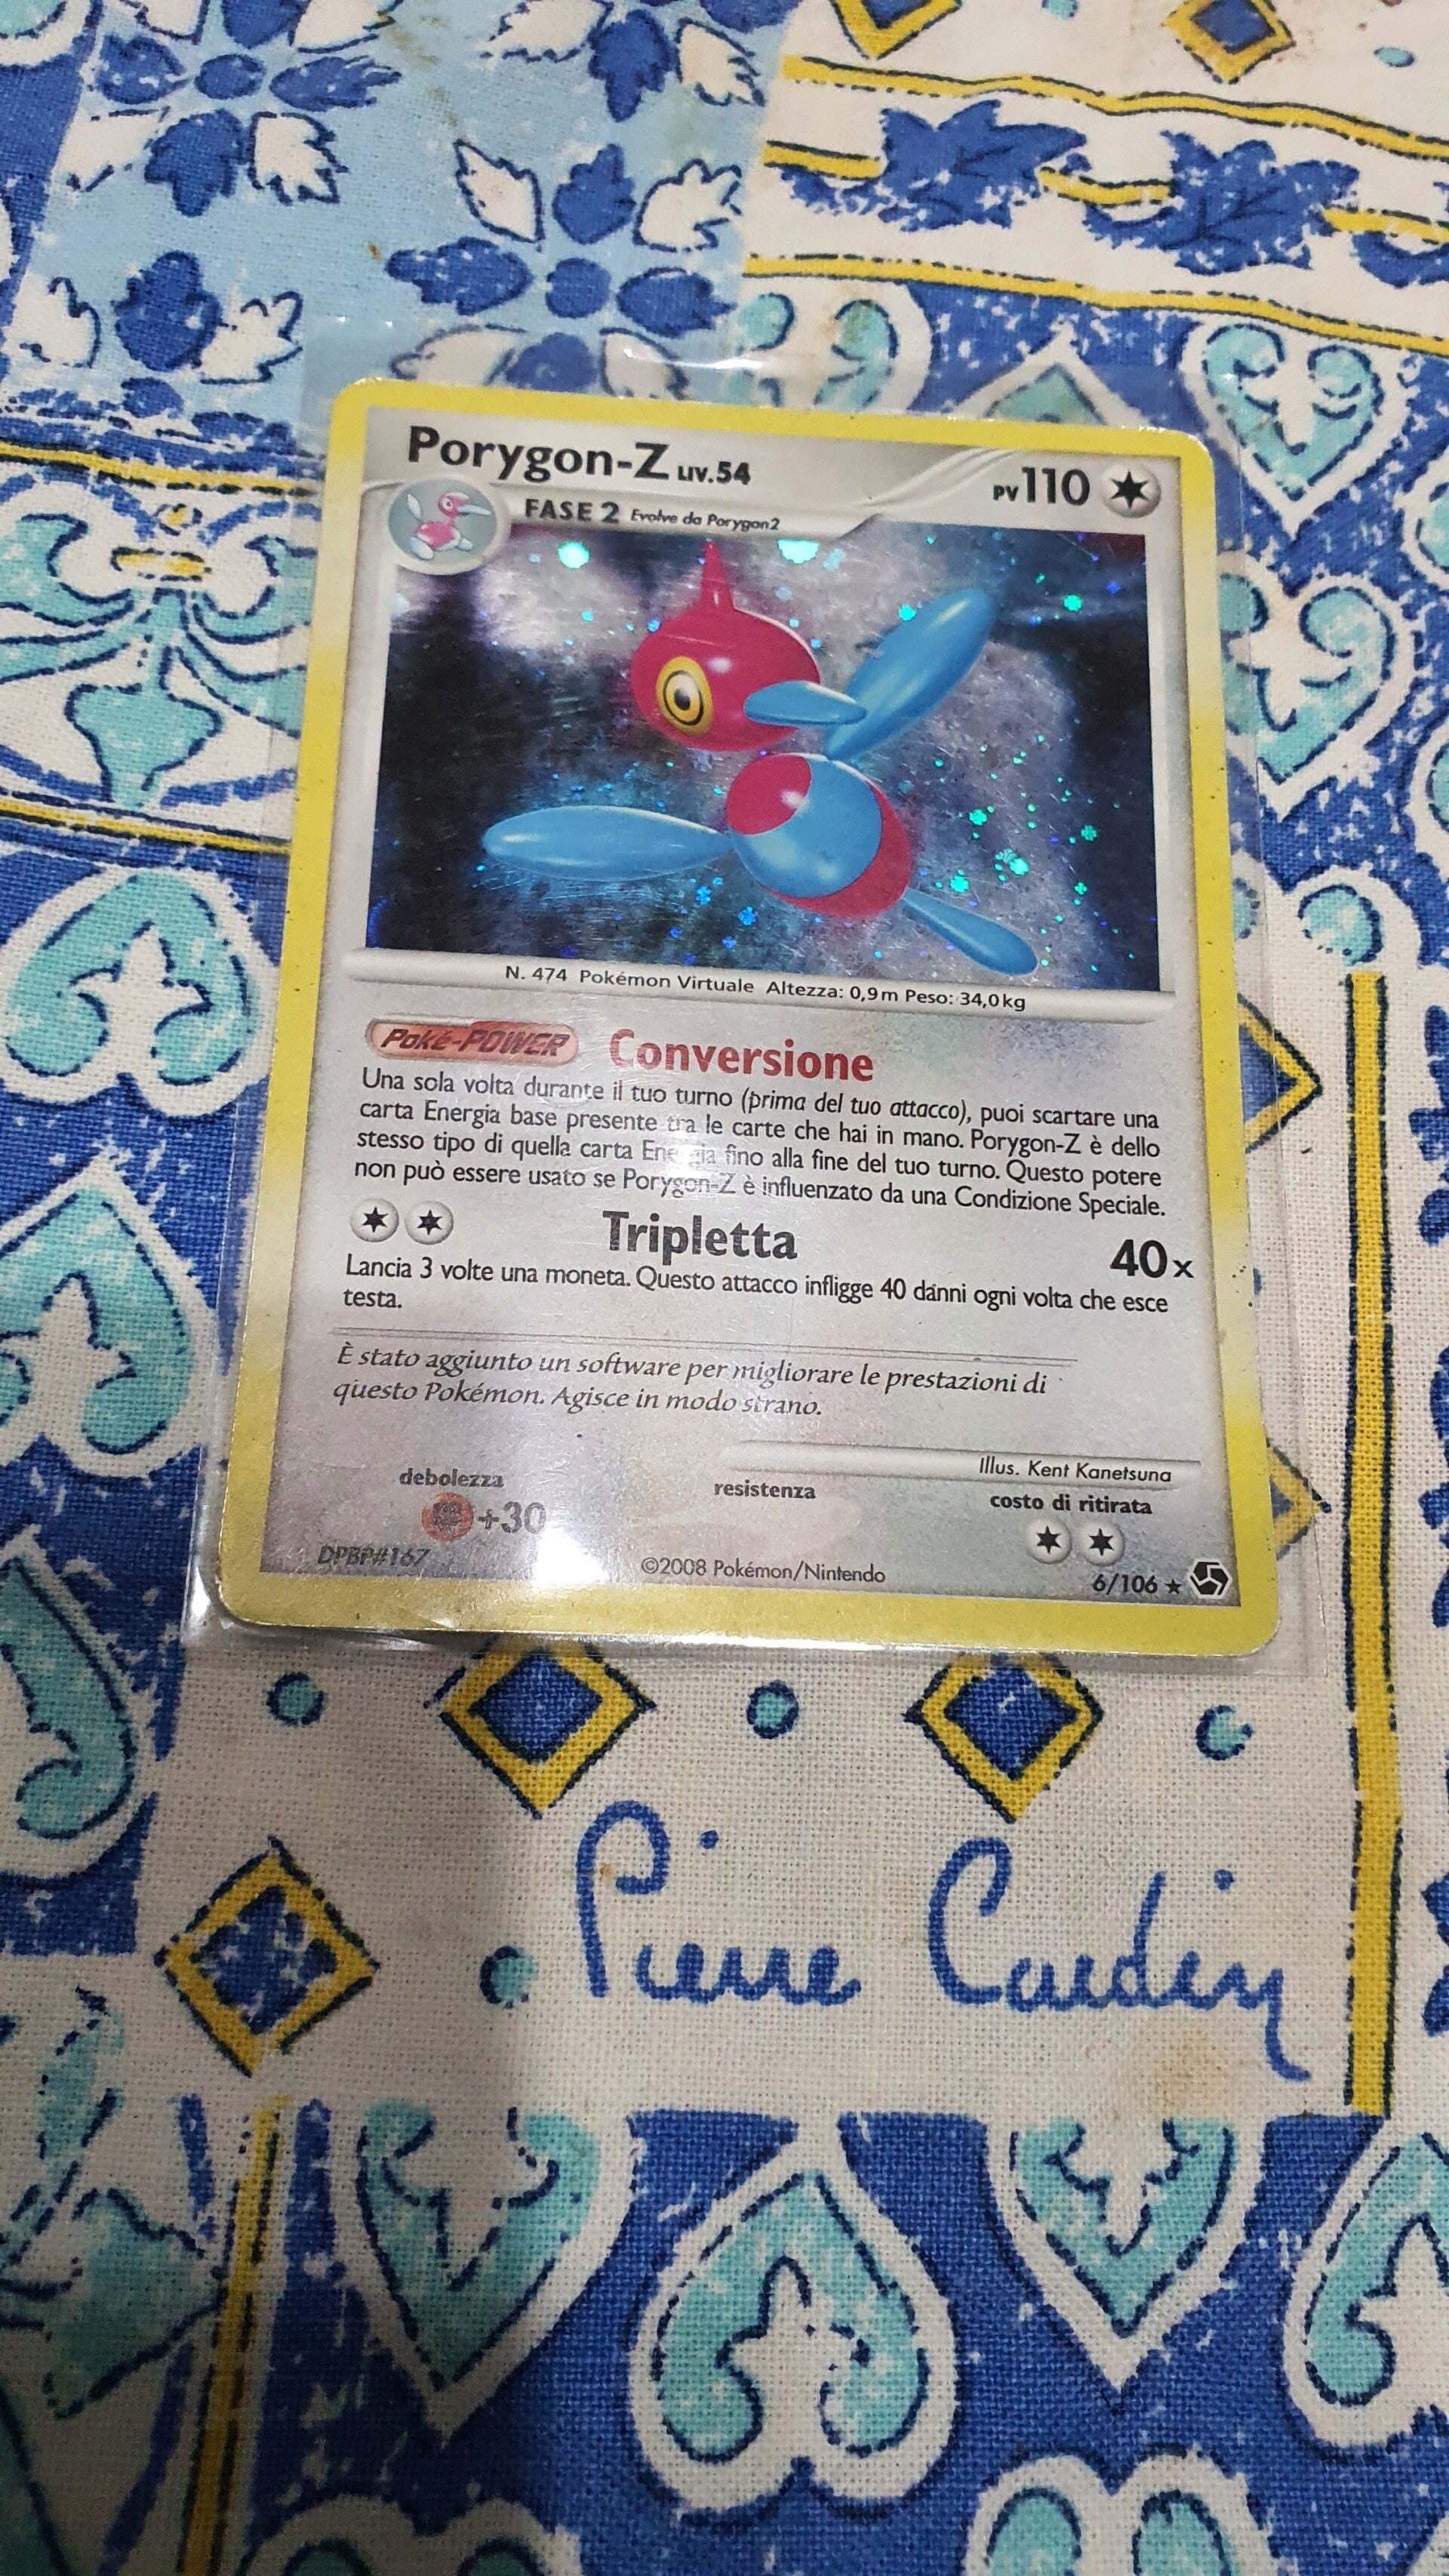 Porygon-Z LIV.54
PV 110
FASE 2 Evolve da Porygon2
N. 474 Pokémon Virtuale Altezza: 0,9m Peso: 34,0kg
Poké-POWER Conversione
Una sola volta durante il tuo turno (prima del tuo attacco), puoi scartare una
carta Energia base presente tra le carte che hai in mano. Porygon-Z è dello
stesso tipo di quella carta Energia fino alla fine del tuo turno. Questo potere
non può essere usato se Porygon-Z è influenzato da una Condizione Speciale.
Tripletta 40x
Lancia 3 volte una moneta. Questo attacco infligge 40 danni ogni volta che esce
testa.
È stato aggiunto un software per migliorare le prestazioni di
questo Pokémon. Agisce in modo strano.
Illus. Kent Kanetsuna
debolezza resistenza costo di ritirata
+30
DPBP#167 ©2008 Pokémon/Nintendo 6/106 ★
Pierre Cardin